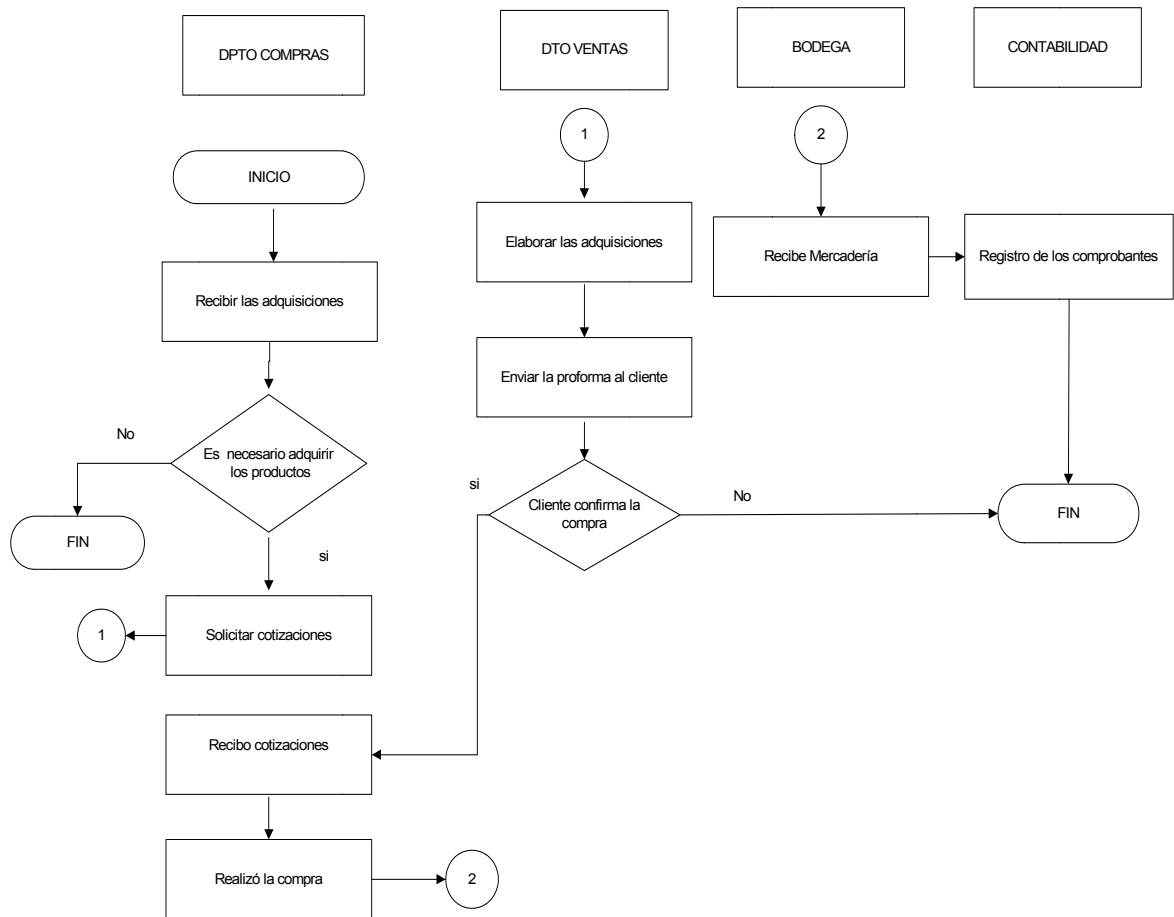 DPTO COMPRAS
DTO VENTAS
BODEGA
CONTABILIDAD
1
2
INICIO
Elaborar las adquisiciones
Recibe Mercadería
Registro de los comprobantes
Recibir las adquisiciones
Enviar la proforma al cliente
No
Es necesario adquirir
los productos
si
Cliente confirma la
compra
No
FIN
FIN
si
1
Solicitar cotizaciones
Recibo cotizaciones
Realizó la compra
2